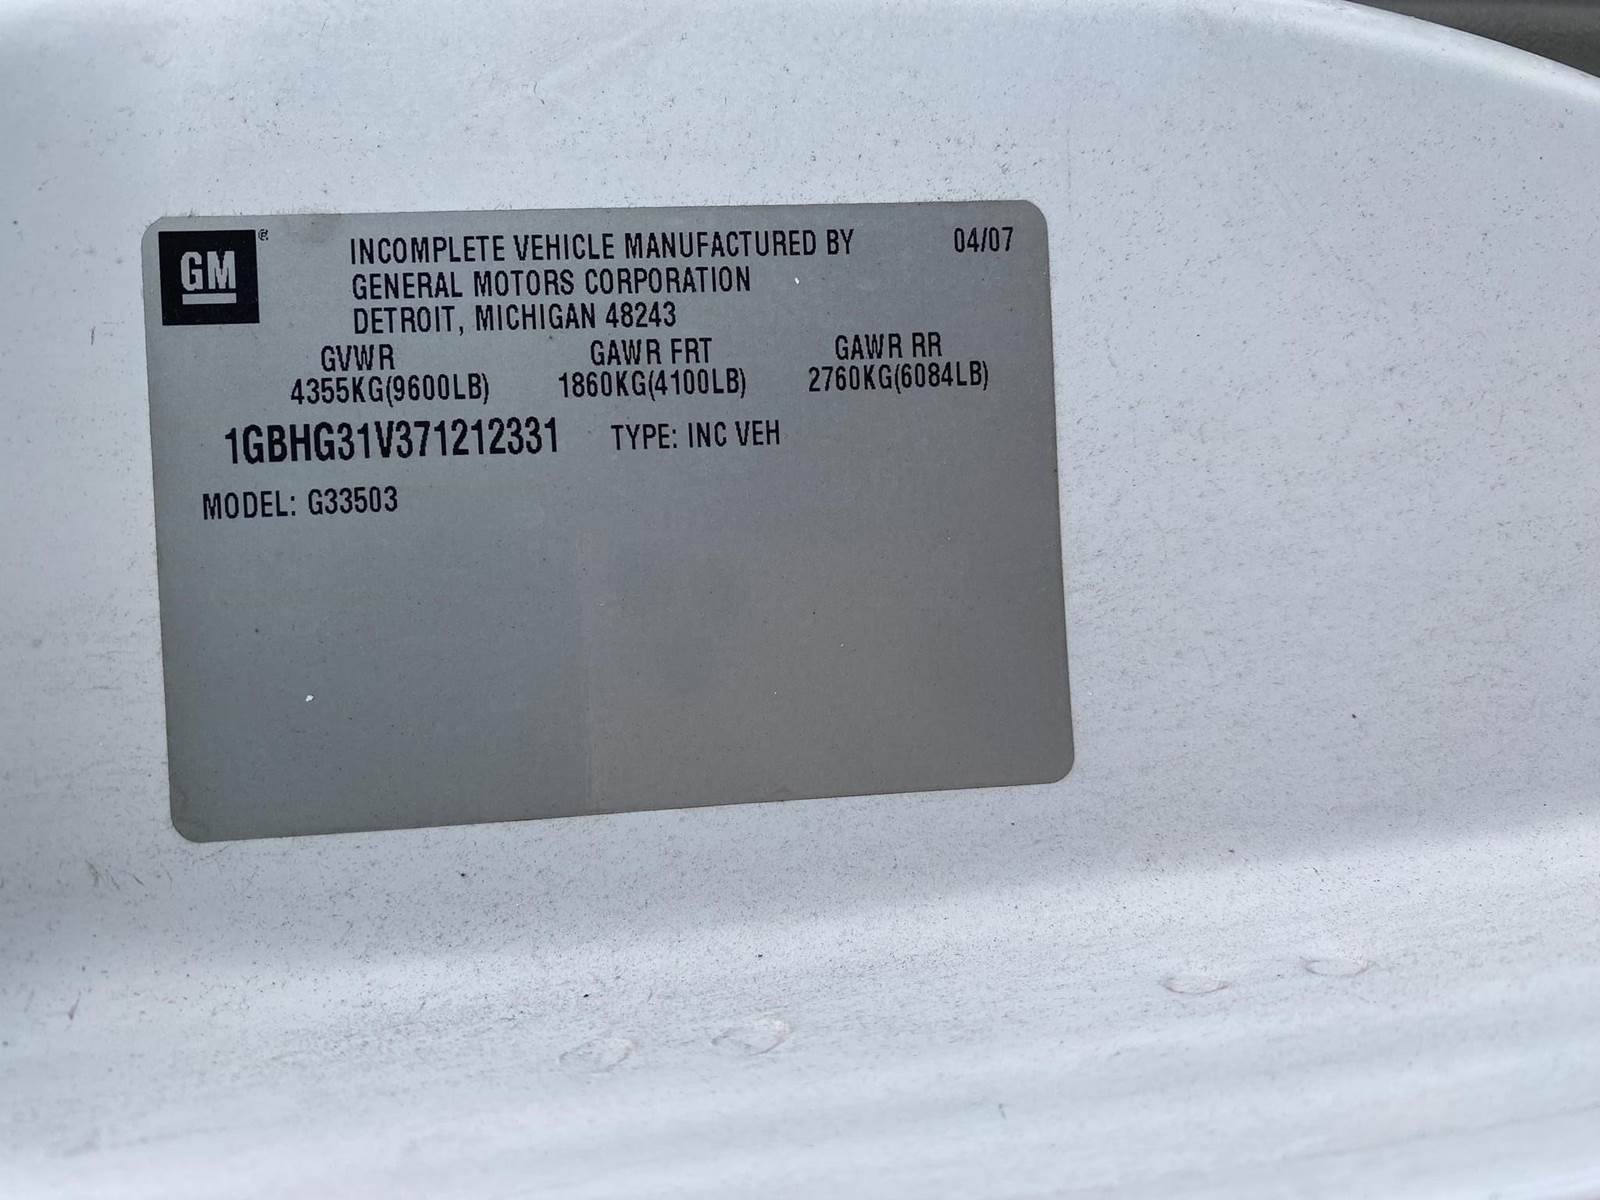 GM®
INCOMPLETE VEHICLE MANUFACTURED BY 04/07
GENERAL MOTORS CORPORATION
DETROIT, MICHIGAN 48243
GVWR GAWR FRT GAWR RR
4355KG(9600LB) 1860KG(4100LB) 2760KG(6084LB)
1GBHG31V371212331 TYPE: INC VEH
MODEL: G33503